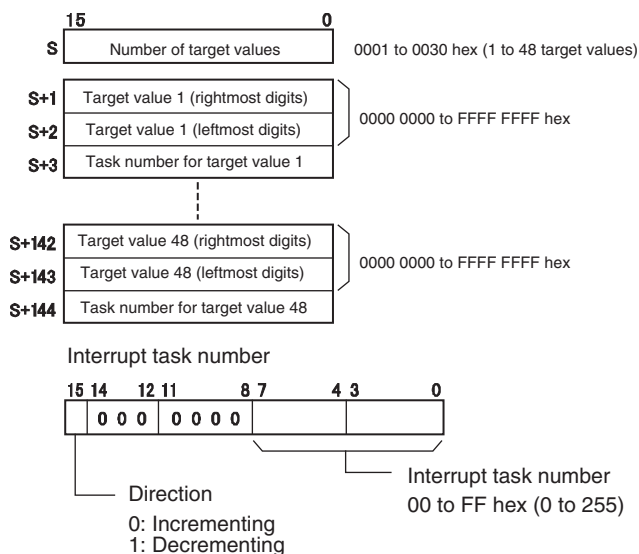 15 0
S Number of target values 0001 to 0030 hex (1 to 48 target values)
S+1 Target value 1 (rightmost digits)
S+2 Target value 1 (leftmost digits)
0000 0000 to FFFF FFFF hex
S+3 Task number for target value 1
S+142 Target value 48 (rightmost digits)
S+143 Target value 48 (leftmost digits)
0000 0000 to FFFF FFFF hex
S+144 Task number for target value 48
Interrupt task number
15 14 12 11 8 7 4 3 0
0 0 0 0 0 0 0
Interrupt task number
00 to FF hex (0 to 255)
Direction
0: Incrementing
1: Decrementing